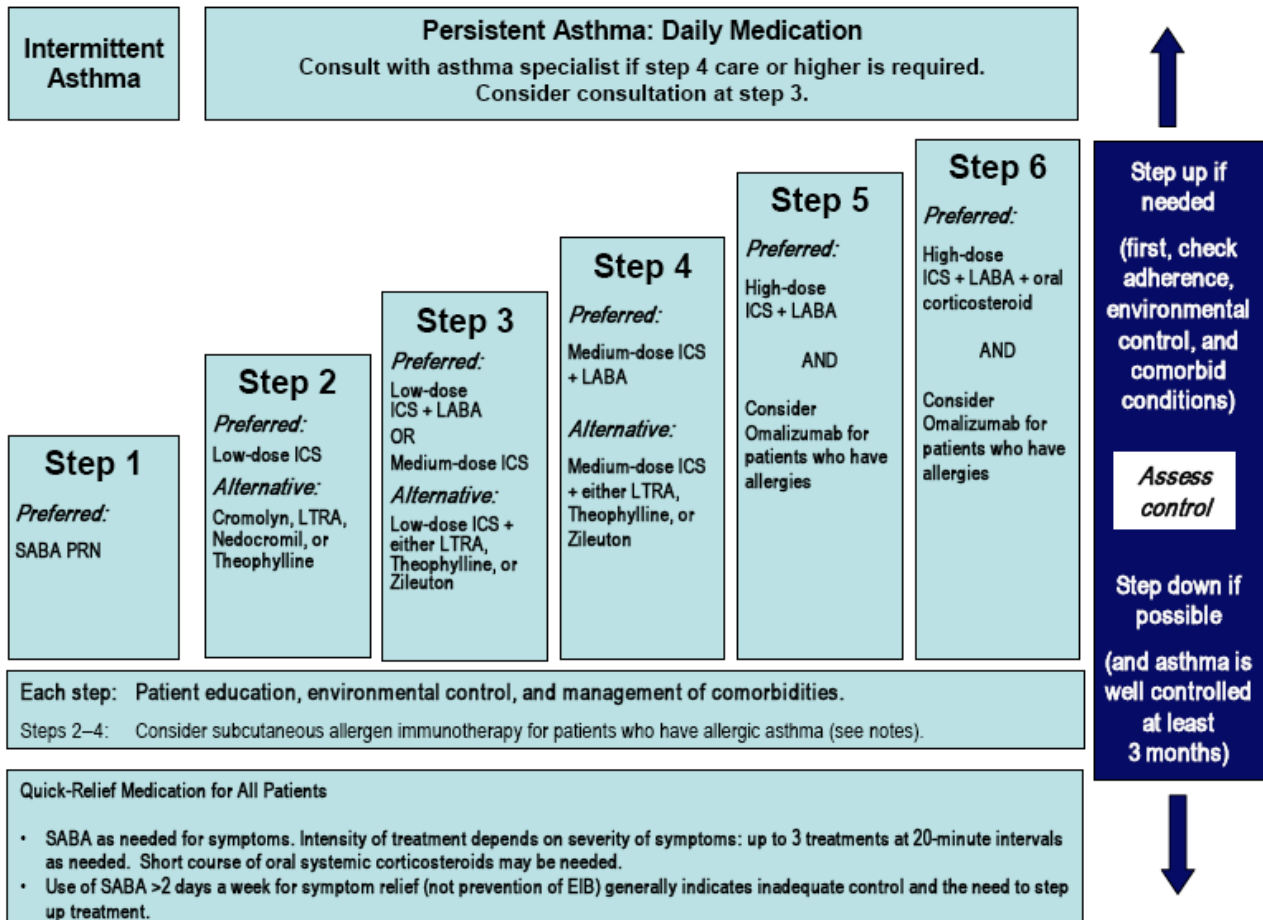 Intermittent
Asthma
Persistent Asthma: Daily Medication
Consult with asthma specialist if step 4 care or higher is required.
Consider consultation at step 3.
Step 1
Preferred:
SABA PRN
Step 2
Preferred:
Low-dose ICS
Alternative:
Cromolyn, LTRA,
Nedocromil, or
Theophylline
Step 3
Preferred:
Low-dose
ICS + LABA
OR
Medium-dose ICS
Alternative:
Low-dose ICS +
either LTRA,
Theophylline, or
Zileuton
Step 4
Preferred:
Medium-dose ICS
+ LABA
Alternative:
Medium-dose ICS
+ either LTRA,
Theophylline, or
Zileuton
Step 5
Preferred:
High-dose
ICS + LABA
AND
Consider
Omalizumab for
patients who have
allergies
Step 6
Preferred:
High-dose
ICS + LABA + oral
corticosteroid
AND
Consider
Omalizumab for
patients who have
allergies
Step up if
needed
(first, check
adherence,
environmental
control, and
comorbid
conditions)
Assess
control
Step down if
possible
(and asthma is
well controlled
at least
3 months)
Each step: Patient education, environmental control, and management of comorbidities.
Steps 2–4: Consider subcutaneous allergen immunotherapy for patients who have allergic asthma (see notes).
Quick-Relief Medication for All Patients
• SABA as needed for symptoms. Intensity of treatment depends on severity of symptoms: up to 3 treatments at 20-minute intervals
as needed. Short course of oral systemic corticosteroids may be needed.
• Use of SABA >2 days a week for symptom relief (not prevention of EIB) generally indicates inadequate control and the need to step
up treatment.